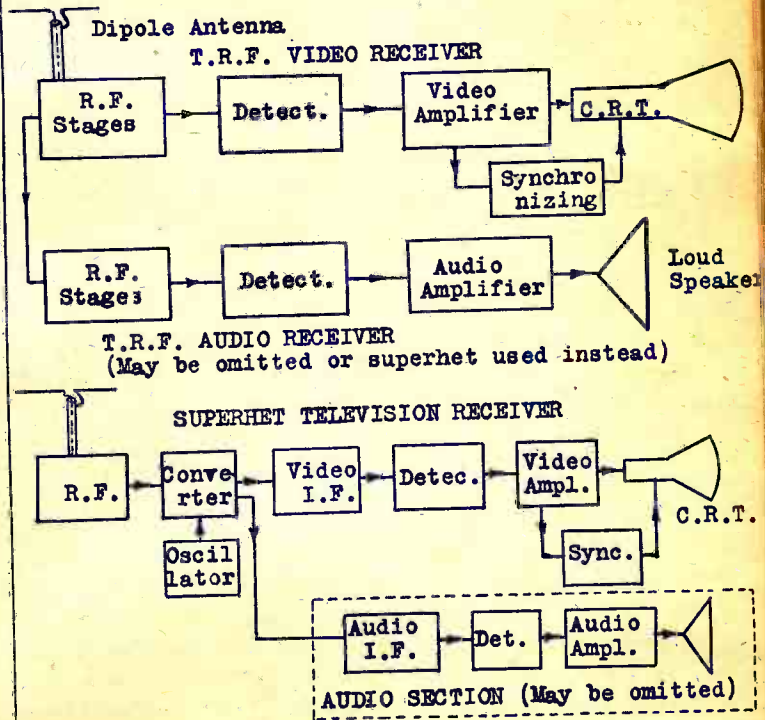 Dipole Antenna
T.R.F. VIDEO RECEIVER
R.F.
Stages
Detect.
Video
Amplifier
C.R.T.
Synchro
nizing
R.F.
Stages
Detect.
Audio
Amplifier
Loud
Speaker
T.R.F. AUDIO RECEIVER
(May be omitted or superhet used instead)
SUPERHET TELEVISION RECEIVER
R.F.
Conve
rter
Video
I.F.
Detec.
Video
Ampl.
C.R.T.
Oscil
lator
Sync.
Audio
I.F.
Det.
Audio
Ampl.
AUDIO SECTION (May be omitted)